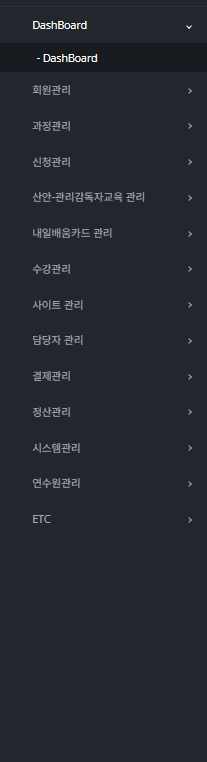 DashBoard
- DashBoard
회원관리
과정관리
신청관리
산안-관리감독자교육 관리
내일배움카드 관리
수강관리
사이트 관리
담당자 관리
결제관리
정산관리
시스템관리
연수원관리
ETC